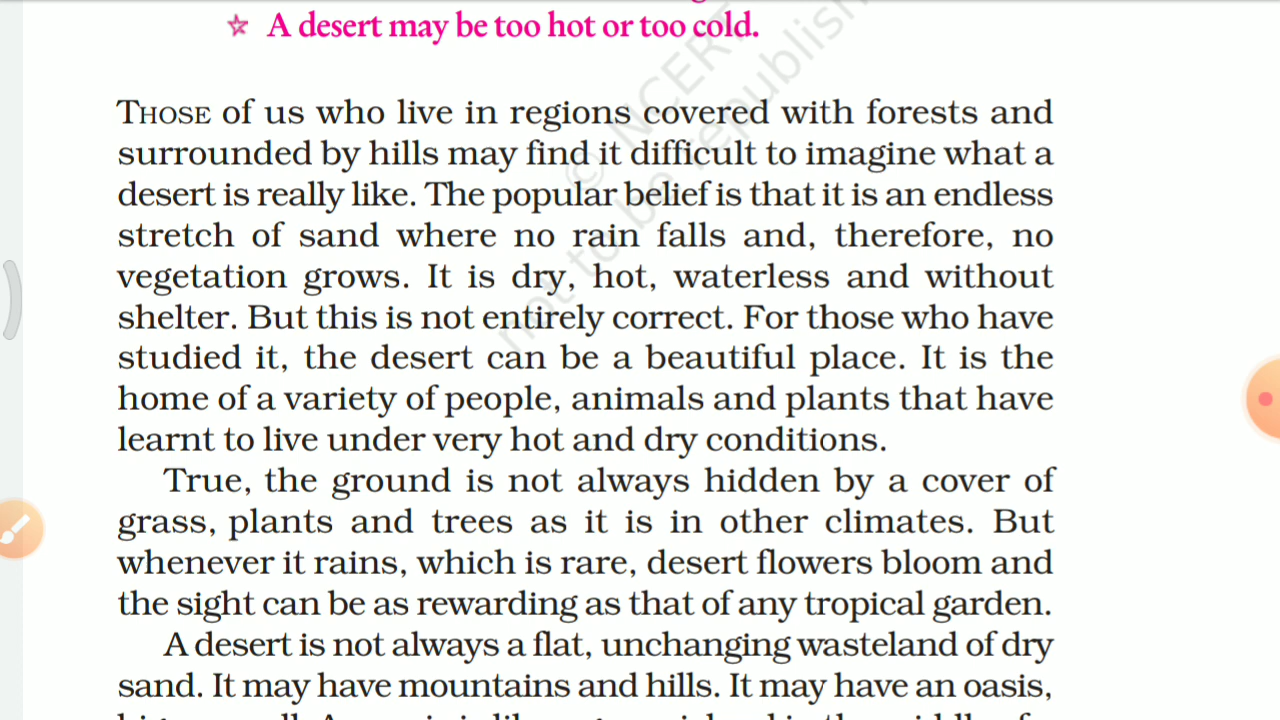 ☆ A desert may be too hot or too cold.
THOSE of us who live in regions covered with forests and
surrounded by hills may find it difficult to imagine what a
desert is really like. The popular belief is that it is an endless
stretch of sand where no rain falls and, therefore, no
vegetation grows. It is dry, hot, waterless and without
shelter. But this is not entirely correct. For those who have
studied it, the desert can be a beautiful place. It is the
home of a variety of people, animals and plants that have
learnt to live under very hot and dry conditions.
True, the ground is not always hidden by a cover of
grass, plants and trees as it is in other climates. But
whenever it rains, which is rare, desert flowers bloom and
the sight can be as rewarding as that of any tropical garden.
A desert is not always a flat, unchanging wasteland of dry
sand. It may have mountains and hills. It may have an oasis,
© NCERT
not to be republish